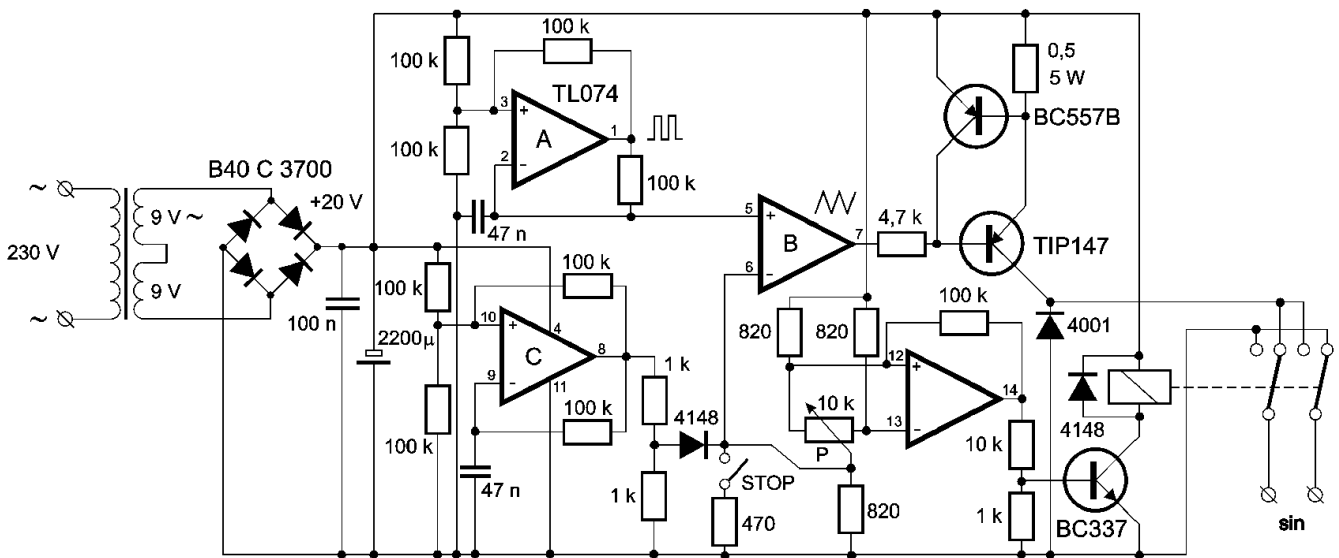 100 k
0,5
5 W
100 k
TL074
3
+
A
1
2
−
BC557B
100 k
100 k
B40 C 3700
+20 V
~
9 V ~
47 n
5
+
B
7
6
−
4,7 k
TIP147
230 V
9 V
~
100 n
2200µ
100 k
100 k
10
+
C
4
8
9
−
11
100 k
100 k
47 n
1 k
4148
1 k
STOP
470
820
820
100 k
12
+
14
13
−
10 k
P
820
10 k
1 k
4001
4148
BC337
sin